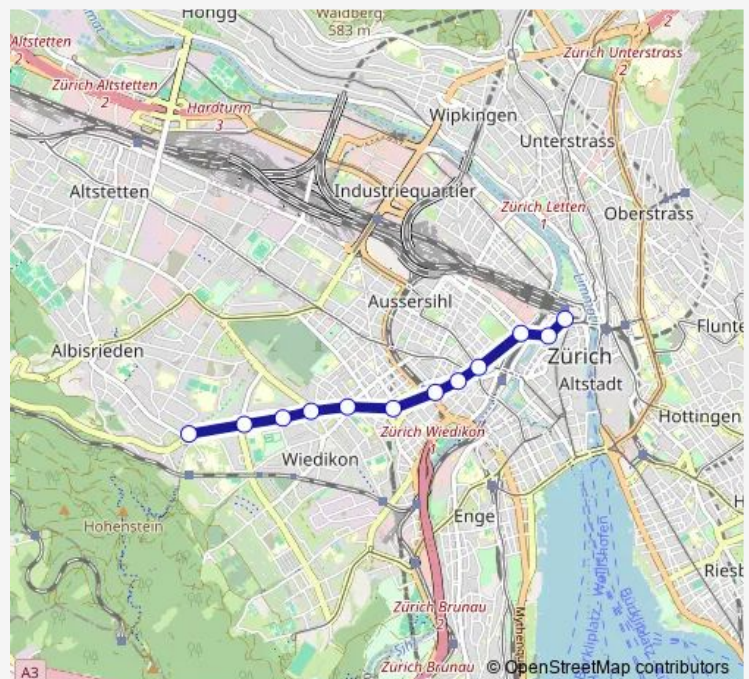 Höngg
Waldberg
583 m
Altstetten
2
Zürich Altstetten
2
Hardturm
3
Zürich Unterstrass
2
2
Wipkingen
Unterstrass
Altstetten
Industriequartier
Zürich Letten
1
Oberstrass
Limmat
Aussersihl
Albisrieden
Zürich
Altstadt
Hottingen
Zürich Wiedikon
1
Wiedikon
Enge
Hohenstein
Zürich Brunau
2
Zürich Brunau
A3
© OpenStreetMap contributors